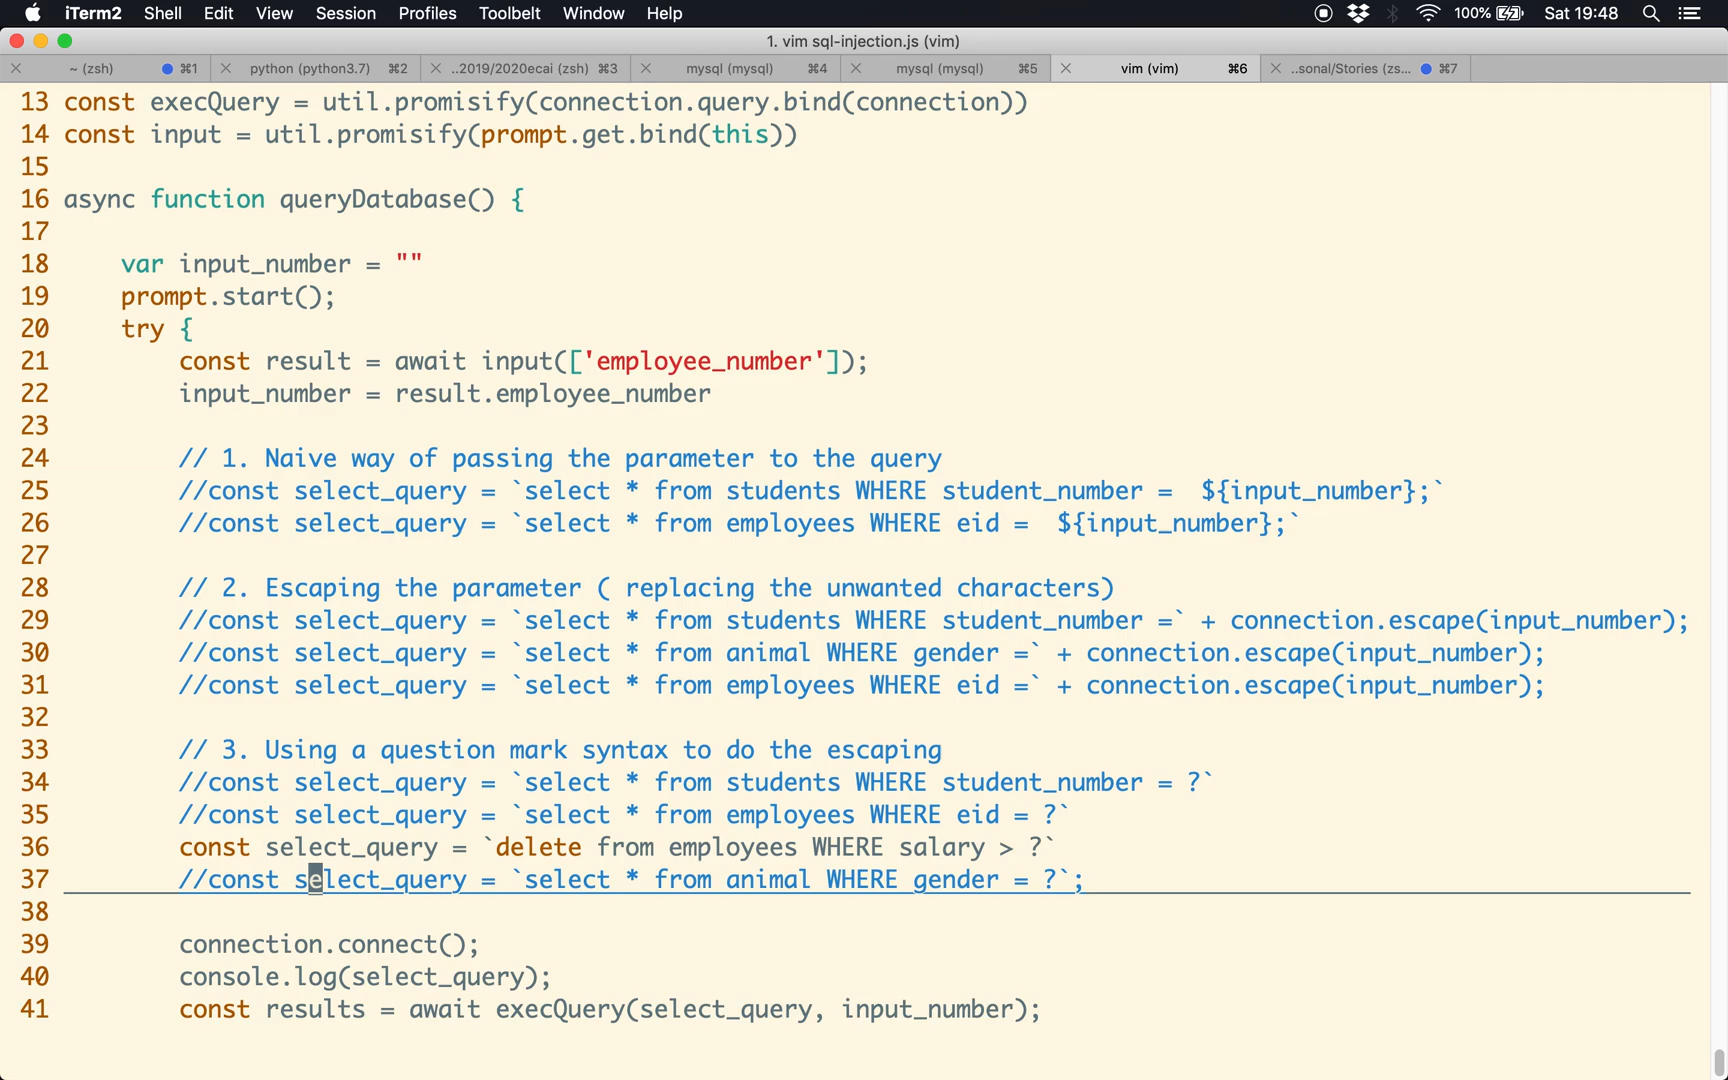 iTerm2 Shell Edit View Session Profiles Toolbelt Window Help 100% Sat 19:48
1. vim sql-injection.js (vim)
~ (zsh) ⌘1 python (python3.7) ⌘2 ..2019/2020ecai (zsh) ⌘3 mysql (mysql) ⌘4 mysql (mysql) ⌘5 vim (vim) ⌘6 ..sonal/Stories (zs... ⌘7
13 const execQuery = util.promisify(connection.query.bind(connection))
14 const input = util.promisify(prompt.get.bind(this))
15
16 async function queryDatabase() {
17
18     var input_number = ""
19     prompt.start();
20     try {
21         const result = await input(['employee_number']);
22         input_number = result.employee_number
23
24         // 1. Naive way of passing the parameter to the query
25         //const select_query = `select * from students WHERE student_number =  ${input_number};`
26         //const select_query = `select * from employees WHERE eid =  ${input_number};`
27
28         // 2. Escaping the parameter ( replacing the unwanted characters)
29         //const select_query = `select * from students WHERE student_number =` + connection.escape(input_number);
30         //const select_query = `select * from animal WHERE gender =` + connection.escape(input_number);
31         //const select_query = `select * from employees WHERE eid =` + connection.escape(input_number);
32
33         // 3. Using a question mark syntax to do the escaping
34         //const select_query = `select * from students WHERE student_number = ?`
35         //const select_query = `select * from employees WHERE eid = ?`
36         const select_query = `delete from employees WHERE salary > ?`
37         //const select_query = `select * from animal WHERE gender = ?`;
38
39         connection.connect();
40         console.log(select_query);
41         const results = await execQuery(select_query, input_number);